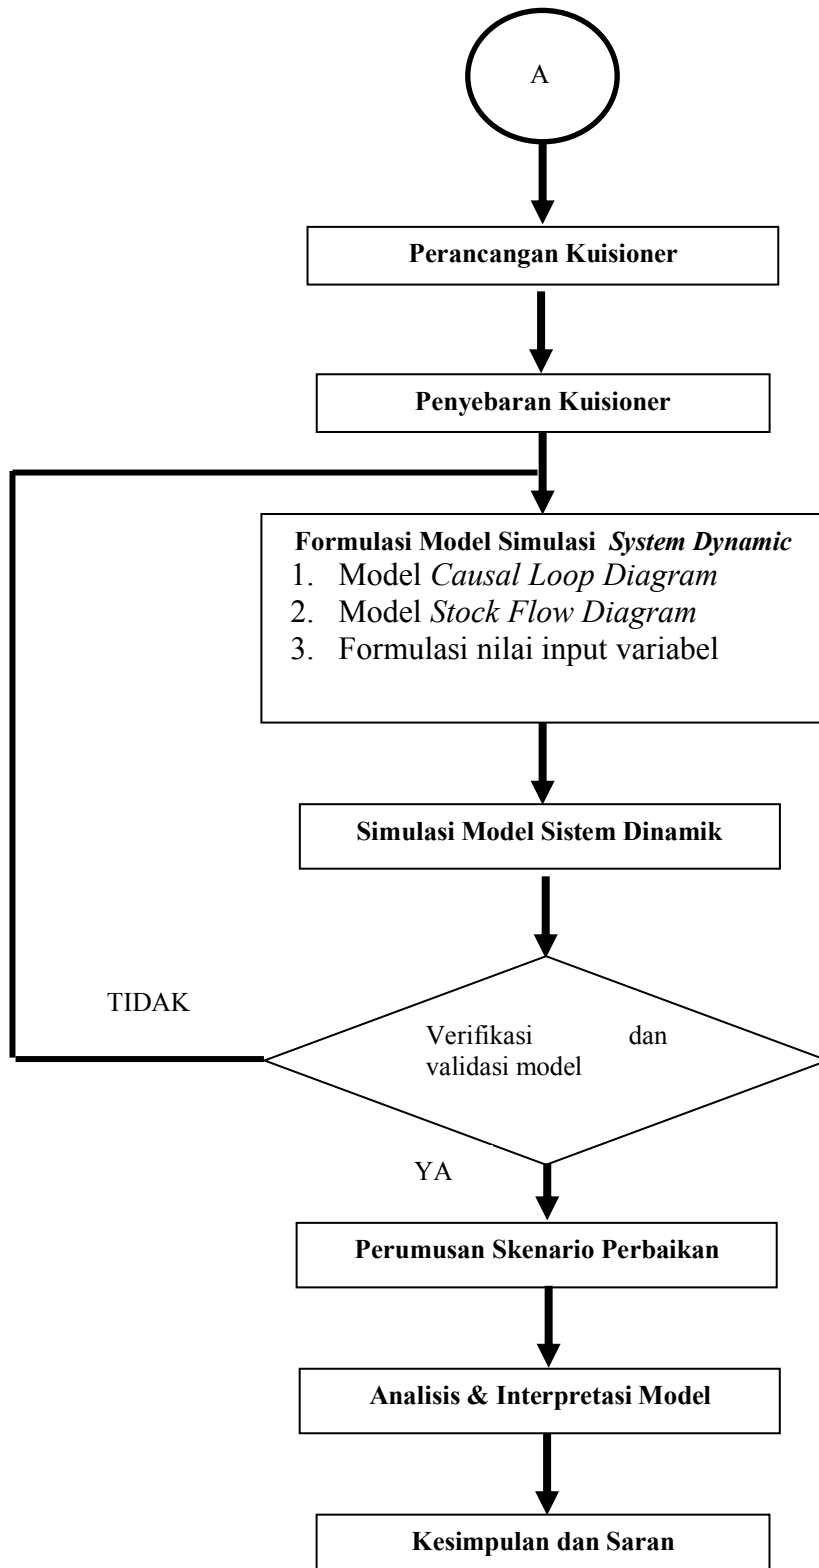 A
Perancangan Kuisioner
Penyebaran Kuisioner
Formulasi Model Simulasi System Dynamic
1. Model Causal Loop Diagram
2. Model Stock Flow Diagram
3. Formulasi nilai input variabel
Simulasi Model Sistem Dinamik
TIDAK
Verifikasi dan
validasi model
YA
Perumusan Skenario Perbaikan
Analisis & Interpretasi Model
Kesimpulan dan Saran